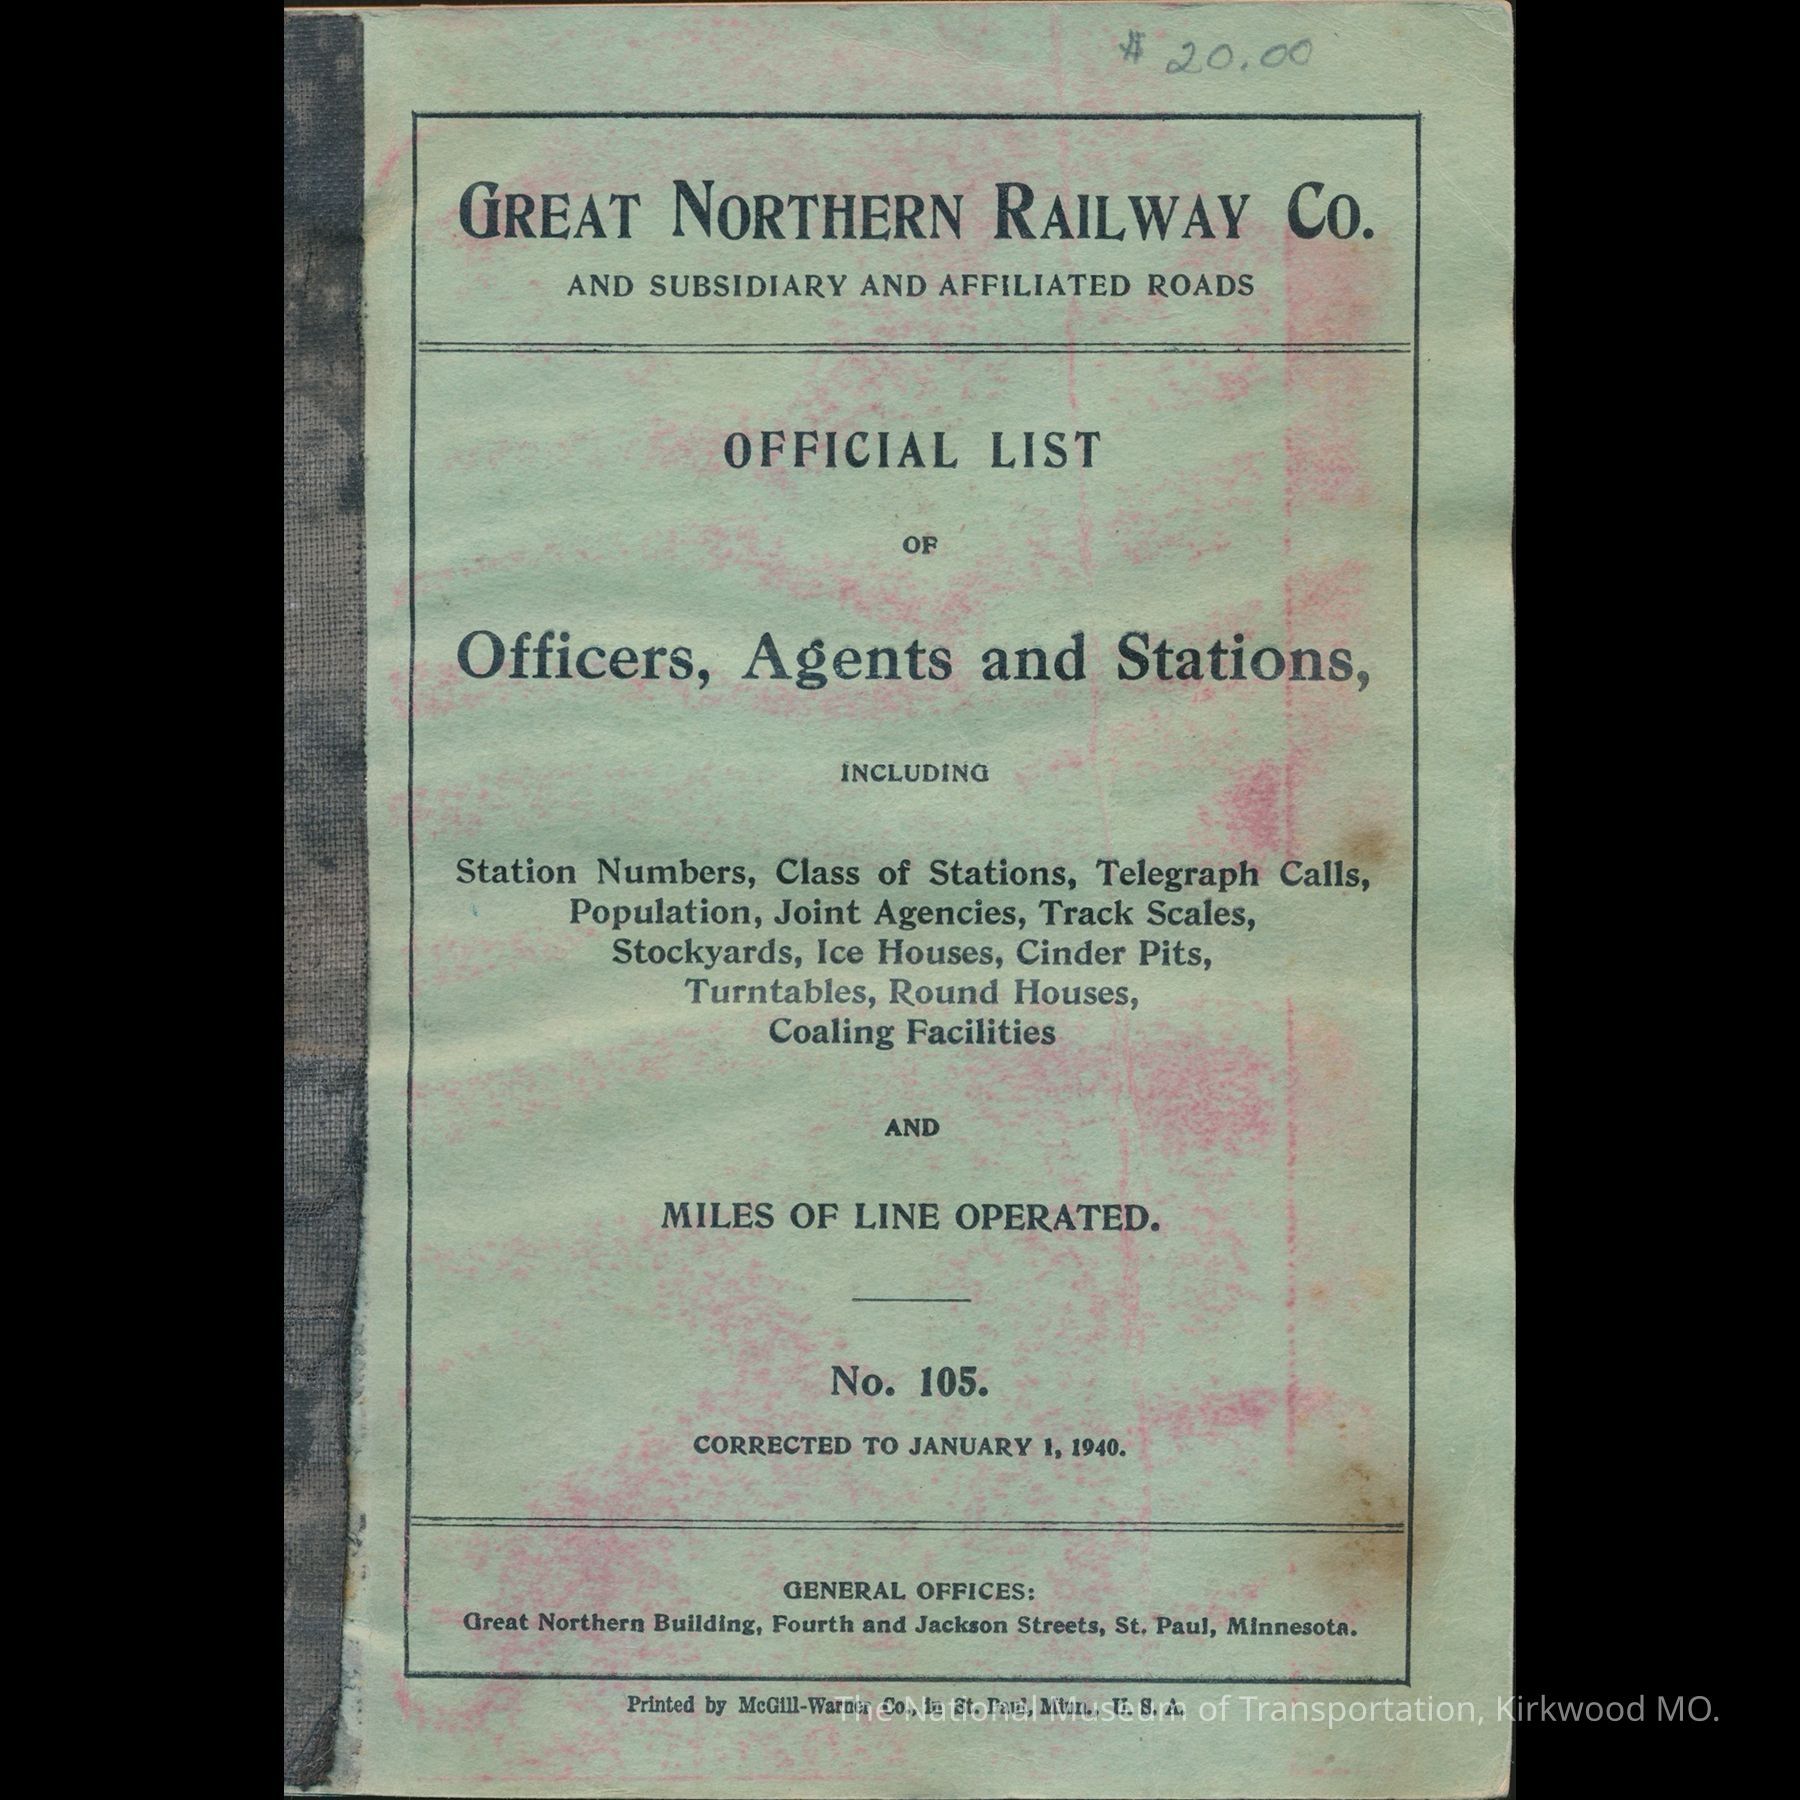 $ 20.00
GREAT NORTHERN RAILWAY CO.
AND SUBSIDIARY AND AFFILIATED ROADS
OFFICIAL LIST
OF
Officers, Agents and Stations,
INCLUDING
Station Numbers, Class of Stations, Telegraph Calls,
Population, Joint Agencies, Track Scales,
Stockyards, Ice Houses, Cinder Pits,
Turntables, Round Houses,
Coaling Facilities
AND
MILES OF LINE OPERATED.
No. 105.
CORRECTED TO JANUARY 1, 1940.
GENERAL OFFICES:
Great Northern Building, Fourth and Jackson Streets, St. Paul, Minnesota.
Printed by McGill-Warner Co., in St. Paul, Minn., U. S. A.
The National Museum of Transportation, Kirkwood MO.